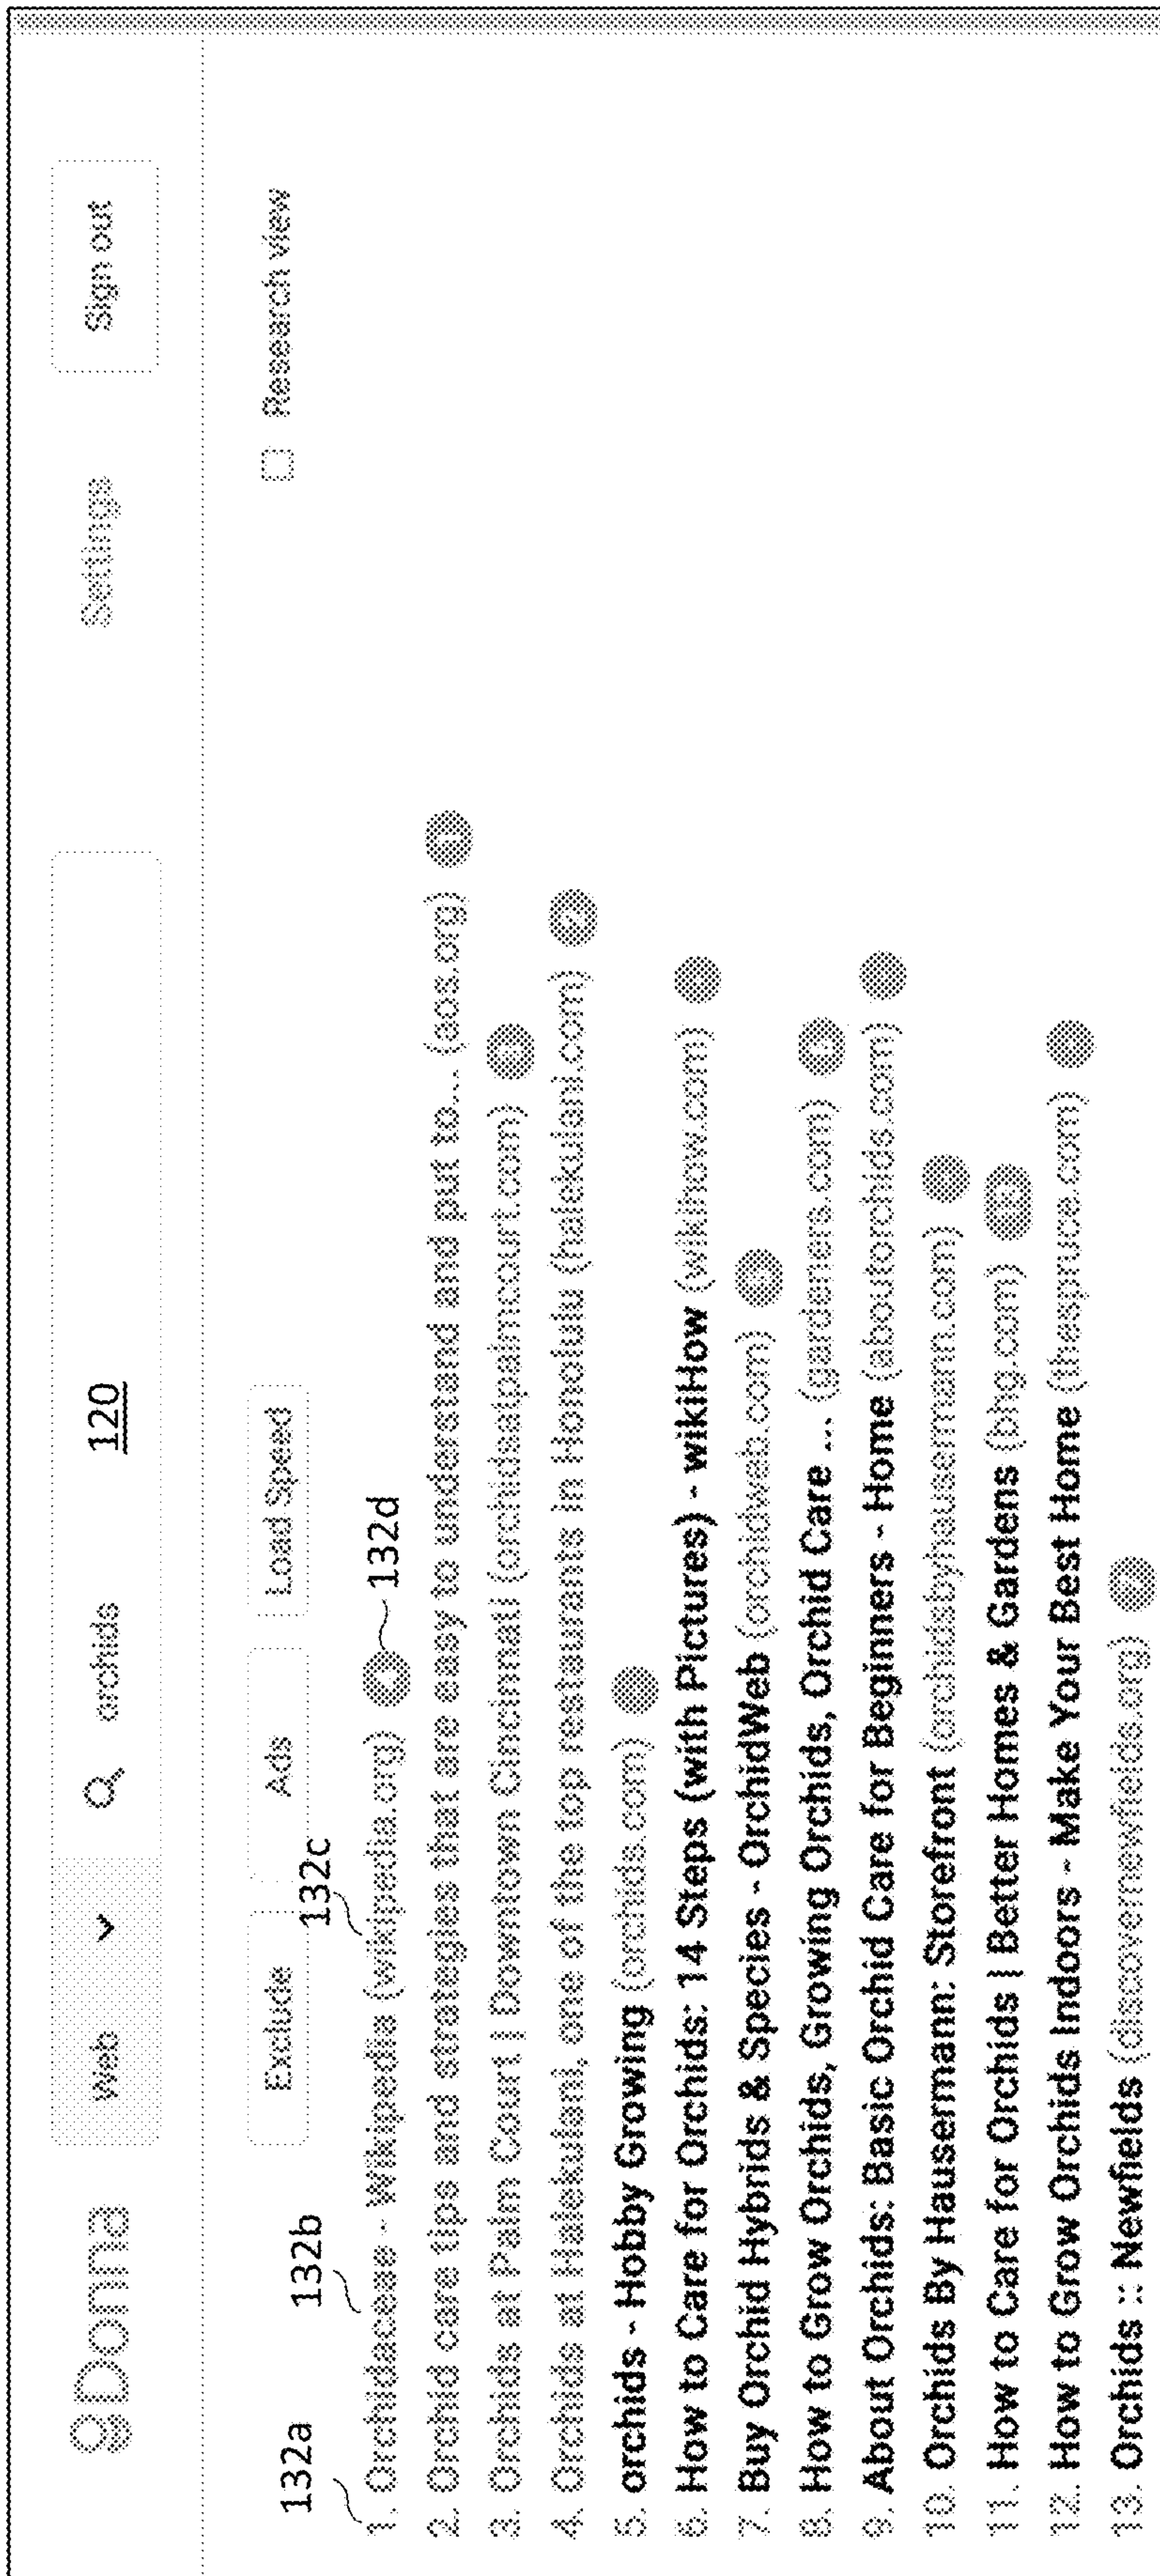 Donna web orchids 120 Settings Sign out
Exclude Ads Load Speed Research view
132a 132b 132c 132d
1. Orchidaceae - Wikipedia (wikipedia.org)
2. Orchid care tips and strategies that are easy to understand and put to... (aos.org)
3. Orchids at Palm Court | Downtown Cincinnati (orchidsatpalmcourt.com)
4. Orchids at Halekulani, one of the top restaurants in Honolulu (halekulani.com)
5. orchids - Hobby Growing (orchids.com)
6. How to Care for Orchids: 14 Steps (with Pictures) - wikiHow (wikihow.com)
7. Buy Orchid Hybrids & Species - OrchidWeb (orchidweb.com)
8. How to Grow Orchids, Growing Orchids, Orchid Care ... (gardeners.com)
9. About Orchids: Basic Orchid Care for Beginners - Home (aboutorchids.com)
10. Orchids By Hausermann: Storefront (orchidsbyhausermann.com)
11. How to Care for Orchids | Better Homes & Gardens (bhg.com)
12. How to Grow Orchids Indoors - Make Your Best Home (thespruce.com)
13. Orchids :: Newfields (discovernewfields.org)